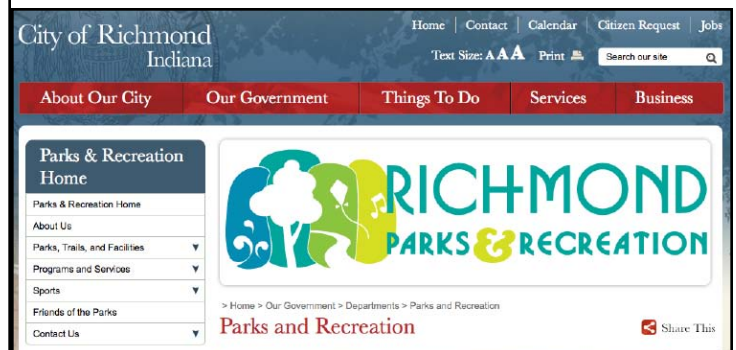 City of Richmond
Indiana
Home | Contact | Calendar | Citizen Request | Jobs
Text Size: A A A Print
Search our site
About Our City
Our Government
Things To Do
Services
Business
Parks & Recreation
Home
Parks & Recreation Home
About Us
Parks, Trails, and Facilities
Programs and Services
Sports
Friends of the Parks
Contact Us
RICHMOND
PARKS & RECREATION
> Home > Our Government > Departments > Parks and Recreation
Parks and Recreation
Share This